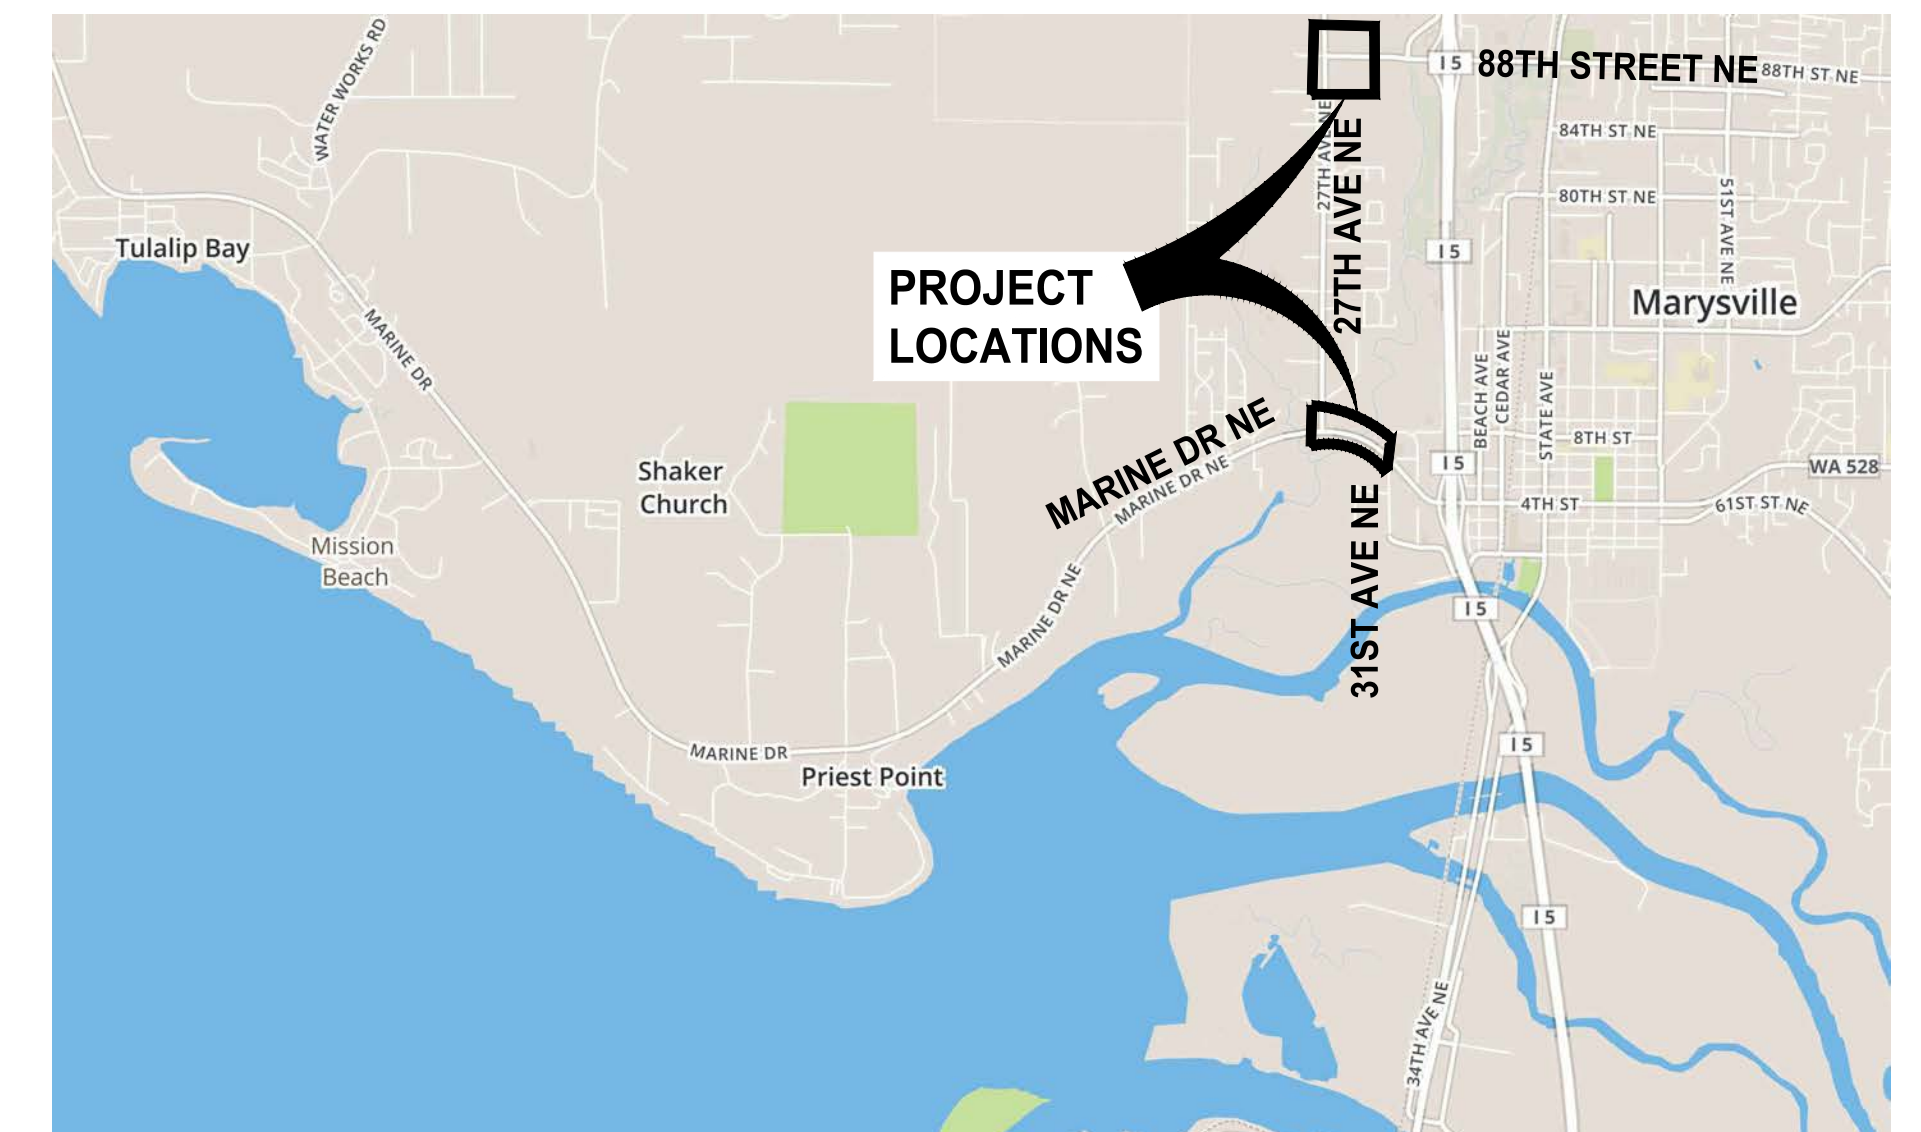 WATER WORKS RD
I 5
88TH STREET NE
88TH ST NE
84TH ST NE
27TH AVE NE
27TH AVE NE
80TH ST NE
51ST AVE NE
Tulalip Bay
I 5
PROJECT
LOCATIONS
Marysville
MARINE DR
BEACH AVE
CEDAR AVE
STATE AVE
MARINE DR NE
MARINE DR NE
8TH ST
I 5
WA 528
Shaker
Church
4TH ST
61ST ST NE
31ST AVE NE
Mission
Beach
MARINE DR NE
I 5
MARINE DR
I 5
Priest Point
I 5
34TH AVE NE